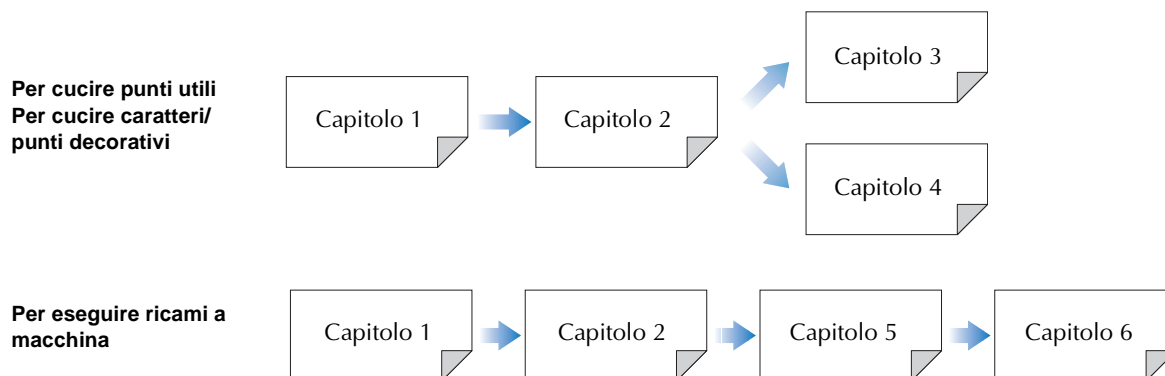 Per cucire punti utili
Per cucire caratteri/
punti decorativi
Capitolo 1
Capitolo 2
Capitolo 3
Capitolo 4
Per eseguire ricami a
macchina
Capitolo 1
Capitolo 2
Capitolo 5
Capitolo 6